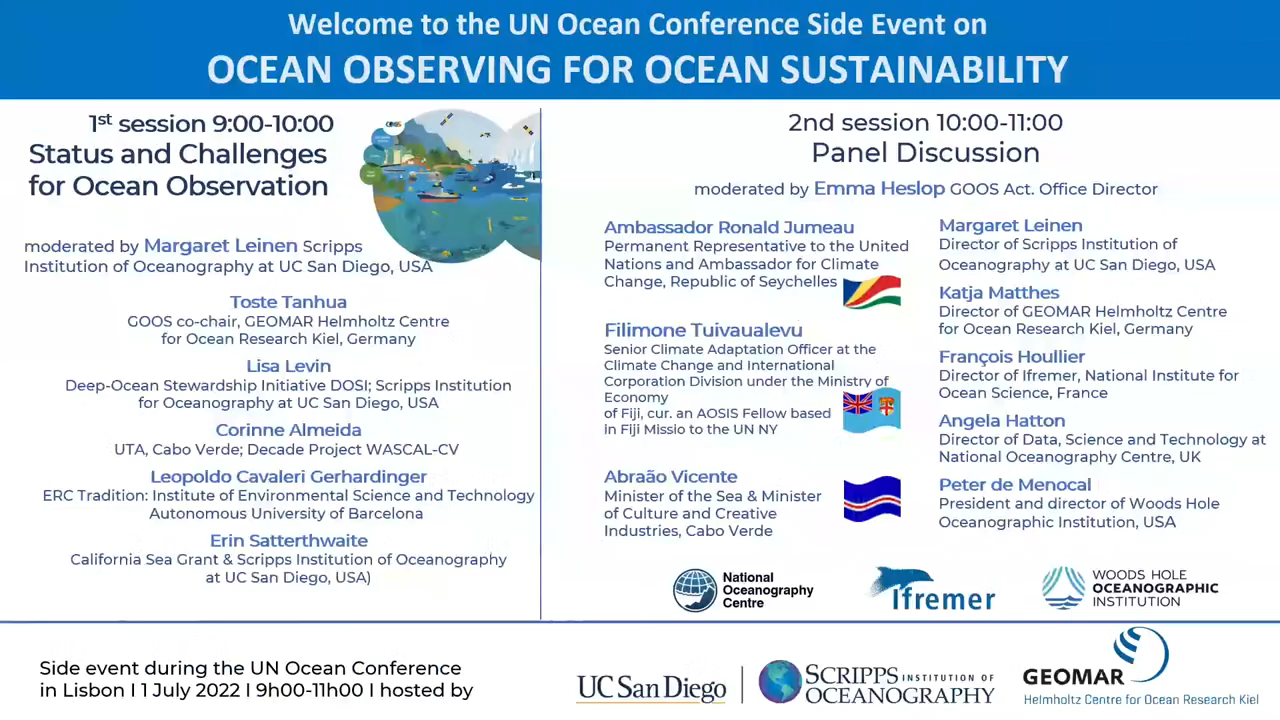 Welcome to the UN Ocean Conference Side Event on
OCEAN OBSERVING FOR OCEAN SUSTAINABILITY
1st session 9:00-10:00
Status and Challenges
for Ocean Observation
moderated by Margaret Leinen Scripps
Institution of Oceanography at UC San Diego, USA
Toste Tanhua
GOOS co-chair, GEOMAR Helmholtz Centre
for Ocean Research Kiel, Germany
Lisa Levin
Deep-Ocean Stewardship Initiative DOSI; Scripps Institution
for Oceanography at UC San Diego, USA
Corinne Almeida
UTA, Cabo Verde; Decade Project WASCAL-CV
Leopoldo Cavaleri Gerhardinger
ERC Tradition: Institute of Environmental Science and Technology
Autonomous University of Barcelona
Erin Satterthwaite
California Sea Grant & Scripps Institution of Oceanography
at UC San Diego, USA)
2nd session 10:00-11:00
Panel Discussion
moderated by Emma Heslop GOOS Act. Office Director
Ambassador Ronald Jumeau
Permanent Representative to the United
Nations and Ambassador for Climate
Change, Republic of Seychelles
Filimone Tuivaualevu
Senior Climate Adaptation Officer at the
Climate Change and International
Corporation Division under the Ministry of
Economy
of Fiji, cur. an AOSIS Fellow based
in Fiji Missio to the UN NY
Abraão Vicente
Minister of the Sea & Minister
of Culture and Creative
Industries, Cabo Verde
Margaret Leinen
Director of Scripps Institution of
Oceanography at UC San Diego, USA
Katja Matthes
Director of GEOMAR Helmholtz Centre
for Ocean Research Kiel, Germany
François Houllier
Director of Ifremer, National Institute for
Ocean Science, France
Angela Hatton
Director of Data, Science and Technology at
National Oceanography Centre, UK
Peter de Menocal
President and director of Woods Hole
Oceanographic Institution, USA
National
Oceanography
Centre
Ifremer
WOODS HOLE
OCEANOGRAPHIC
INSTITUTION
Side event during the UN Ocean Conference
in Lisbon I 1 July 2022 I 9h00-11h00 I hosted by
UC San Diego
SCRIPPS INSTITUTION OF
OCEANOGRAPHY
GEOMAR
Helmholtz Centre for Ocean Research Kiel